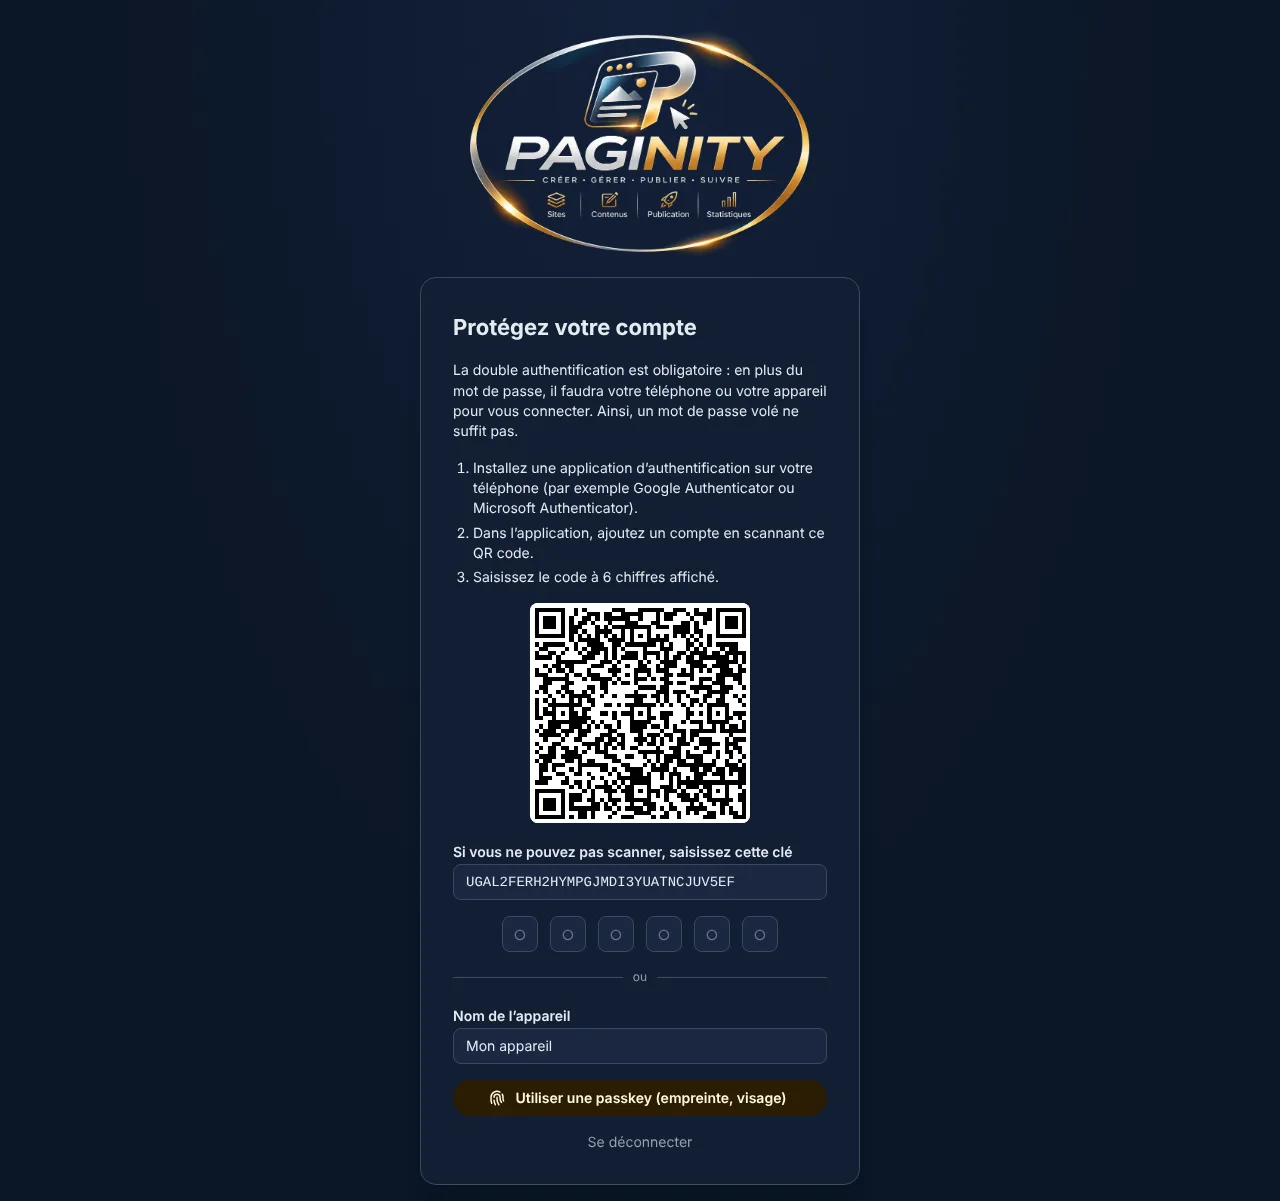 PAGINITY
CRÉER • GÉRER • PUBLIER • SUIVRE
Sites
Contenus
Publication
Statistiques
Protégez votre compte
La double authentification est obligatoire : en plus du
mot de passe, il faudra votre téléphone ou votre appareil
pour vous connecter. Ainsi, un mot de passe volé ne
suffit pas.
1. Installez une application d’authentification sur votre
téléphone (par exemple Google Authenticator ou
Microsoft Authenticator).
2. Dans l’application, ajoutez un compte en scannant ce
QR code.
3. Saisissez le code à 6 chiffres affiché.
Si vous ne pouvez pas scanner, saisissez cette clé
UGAL2FERH2HYMPGJMDI3YUATNCJUV5EF
ou
Nom de l’appareil
Mon appareil
Utiliser une passkey (empreinte, visage)
Se déconnecter